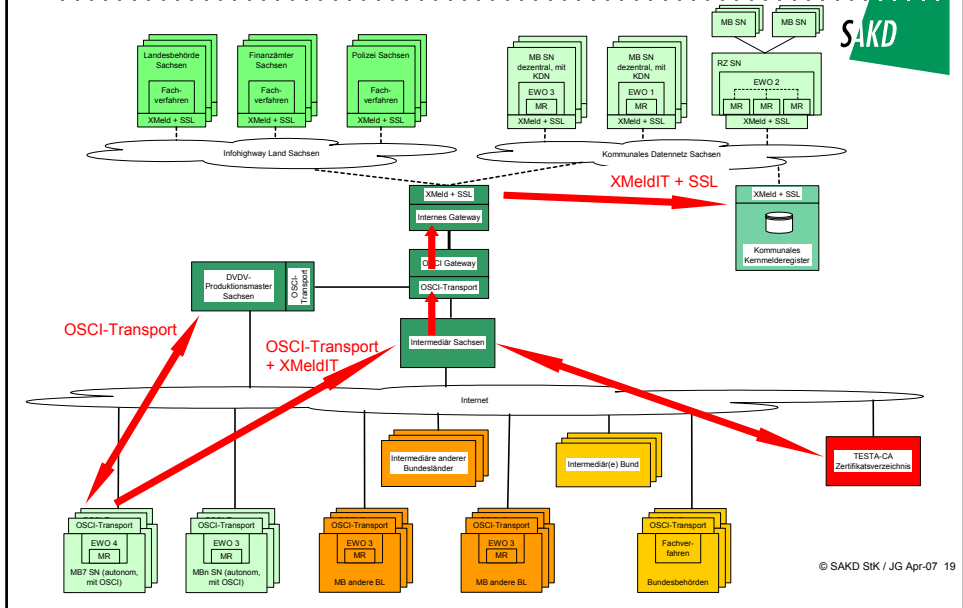 MB SN
MB SN
SAKD
Landesbehörde
Sachsen
Fach-
verfahren
XMeld + SSL
Finanzämter
Sachsen
Fach-
verfahren
XMeld + SSL
Polizei Sachsen
Fach-
verfahren
XMeld + SSL
MB SN
dezentral, mit
KDN
EWO 3
MR
XMeld + SSL
MB SN
dezentral, mit
KDN
EWO 1
MR
XMeld + SSL
RZ SN
EWO 2
MR
MR
MR
XMeld + SSL
Infohighway Land Sachsen
Kommunales Datennetz Sachsen
XMeldIT + SSL
XMeld + SSL
Internes Gateway
XMeld + SSL
Kommunales
Kernmelderegister
OSCI Gateway
OSCI-Transport
DVDV-
Produktionsmaster
Sachsen
OSCI-
Transport
OSCI-Transport
OSCI-Transport
+ XMeldIT
Intermediär Sachsen
Internet
Intermediäre anderer
Bundesländer
Intermediär(e) Bund
TESTA-CA
Zertifikatsverzeichnis
OSCI-Transport
EWO 4
MR
MB7 SN (autonom,
mit OSCI)
OSCI-Transport
EWO 3
MR
MBn SN (autonom,
mit OSCI)
OSCI-Transport
EWO 3
MR
MB andere BL
OSCI-Transport
EWO 3
MR
MB andere BL
OSCI-Transport
Fachver-
fahren
Bundesbehörden
© SAKD StK / JG Apr-07 19